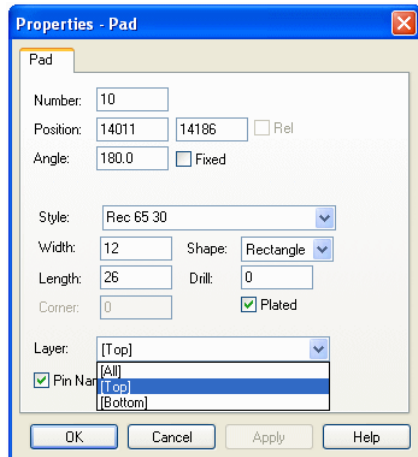 Properties - Pad
Pad
Number: 10
Position: 14011 14186 Rel
Angle: 180.0 Fixed
Style: Rec 65 30
Width: 12 Shape: Rectangle
Length: 26 Drill: 0
Corner: 0 Plated
Layer: [Top]
[All]
Pin Nar [Top]
[Bottom]
OK Cancel Apply Help